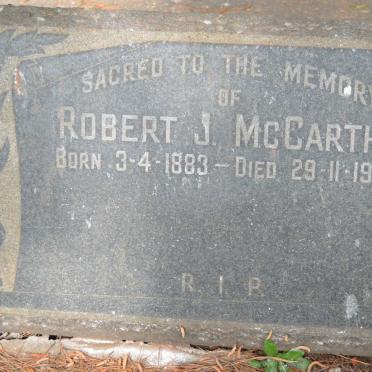 SACRED TO THE MEMORY
OF
ROBERT J. McCARTH
BORN 3-4-1883 — DIED 29-11-19
R.I.P.